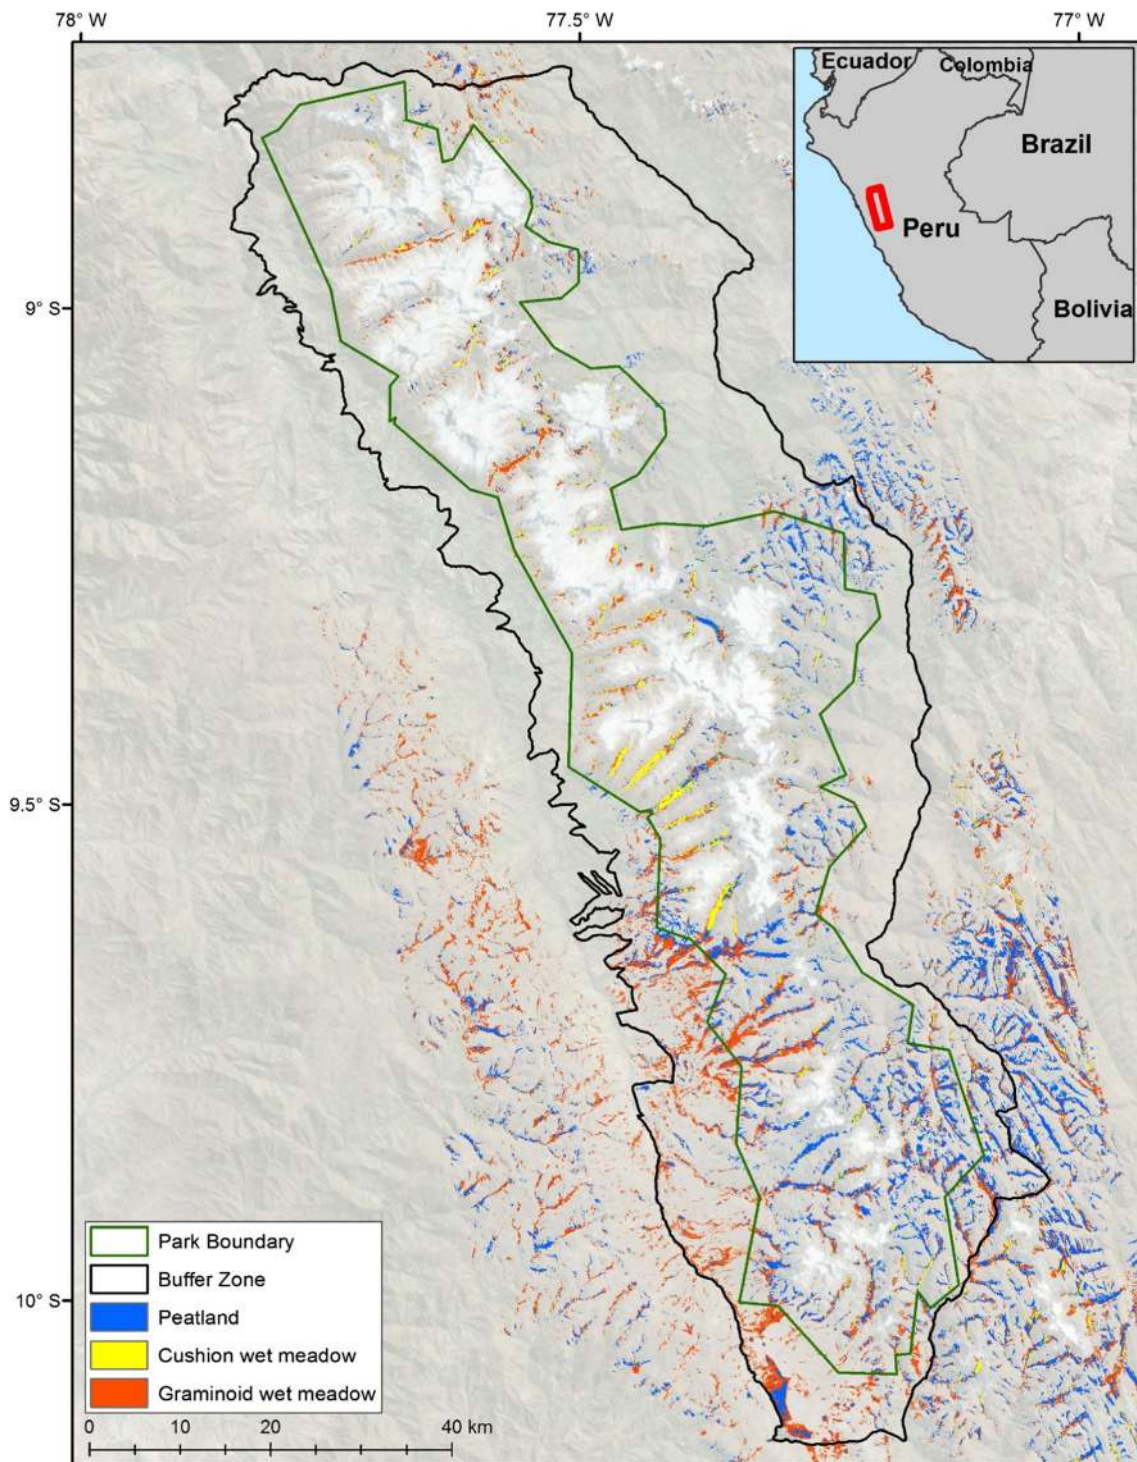 78° W
77.5° W
77° W
Ecuador
Colombia
Brazil
Peru
Bolivia
9° S
9.5° S
10° S
Park Boundary
Buffer Zone
Peatland
Cushion wet meadow
Graminoid wet meadow
0 10 20 40 km